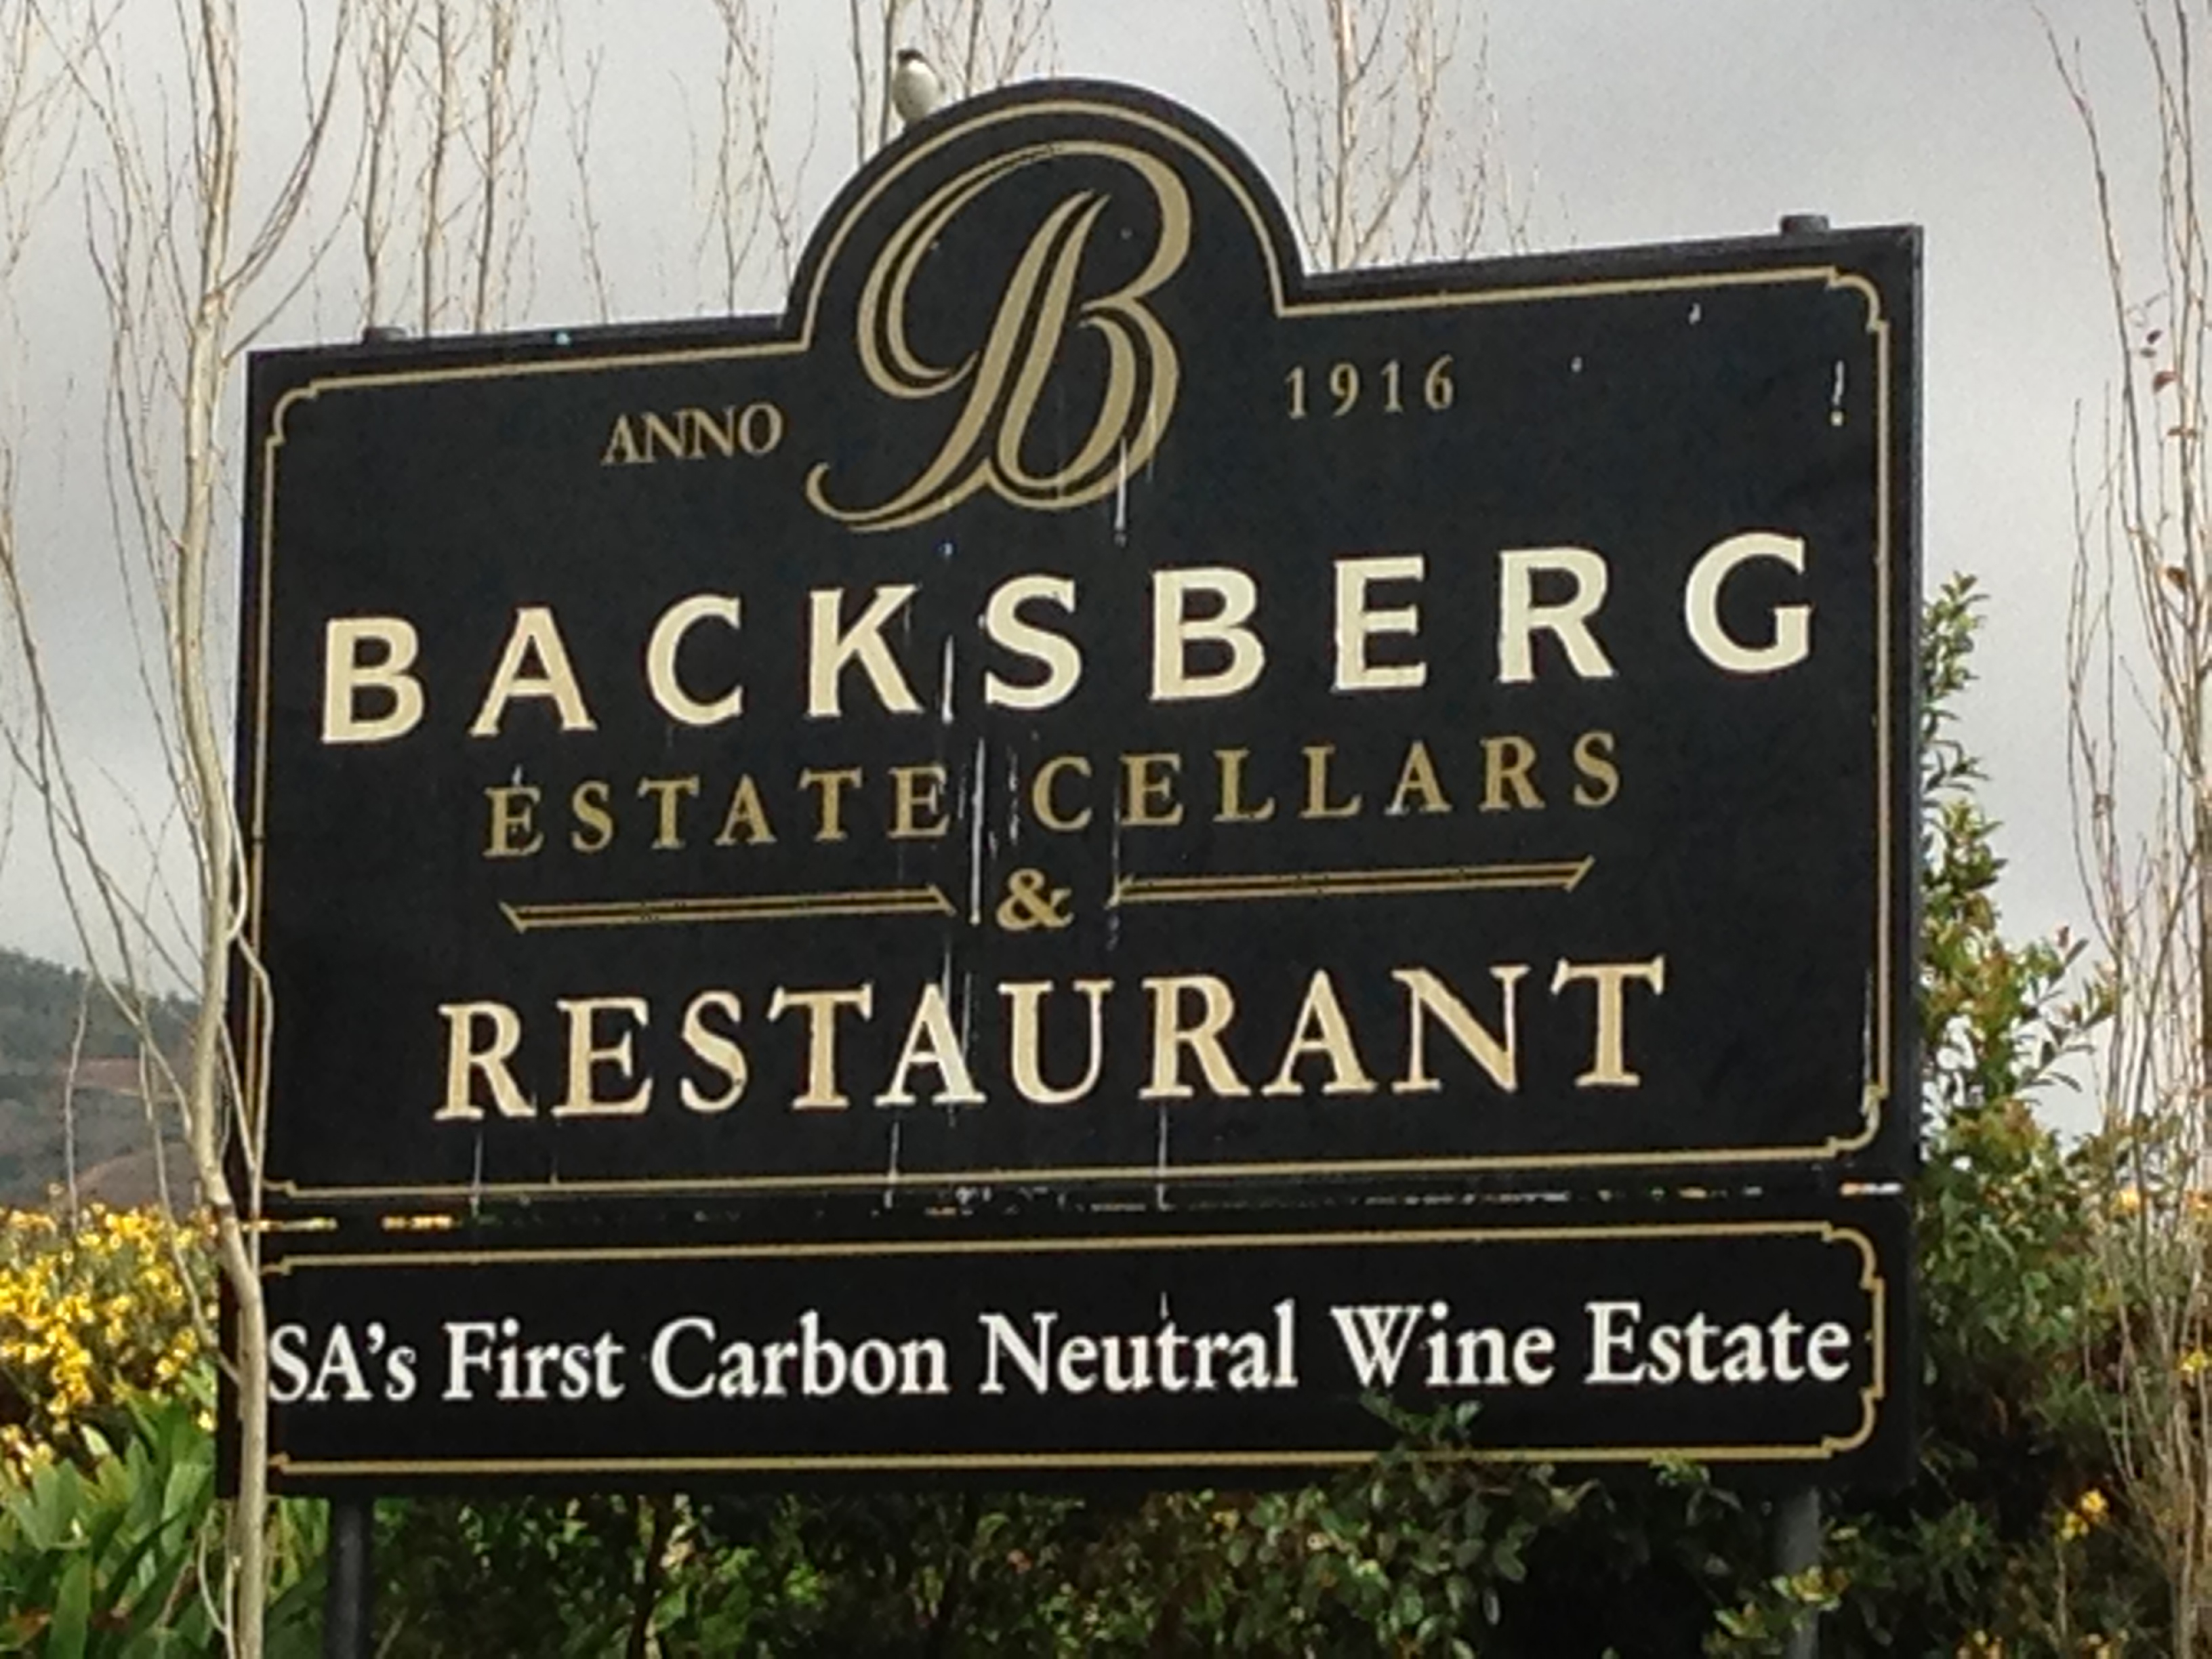 B
ANNO 1916
BACKSBERG
ESTATE CELLARS
&
RESTAURANT
SA's First Carbon Neutral Wine Estate